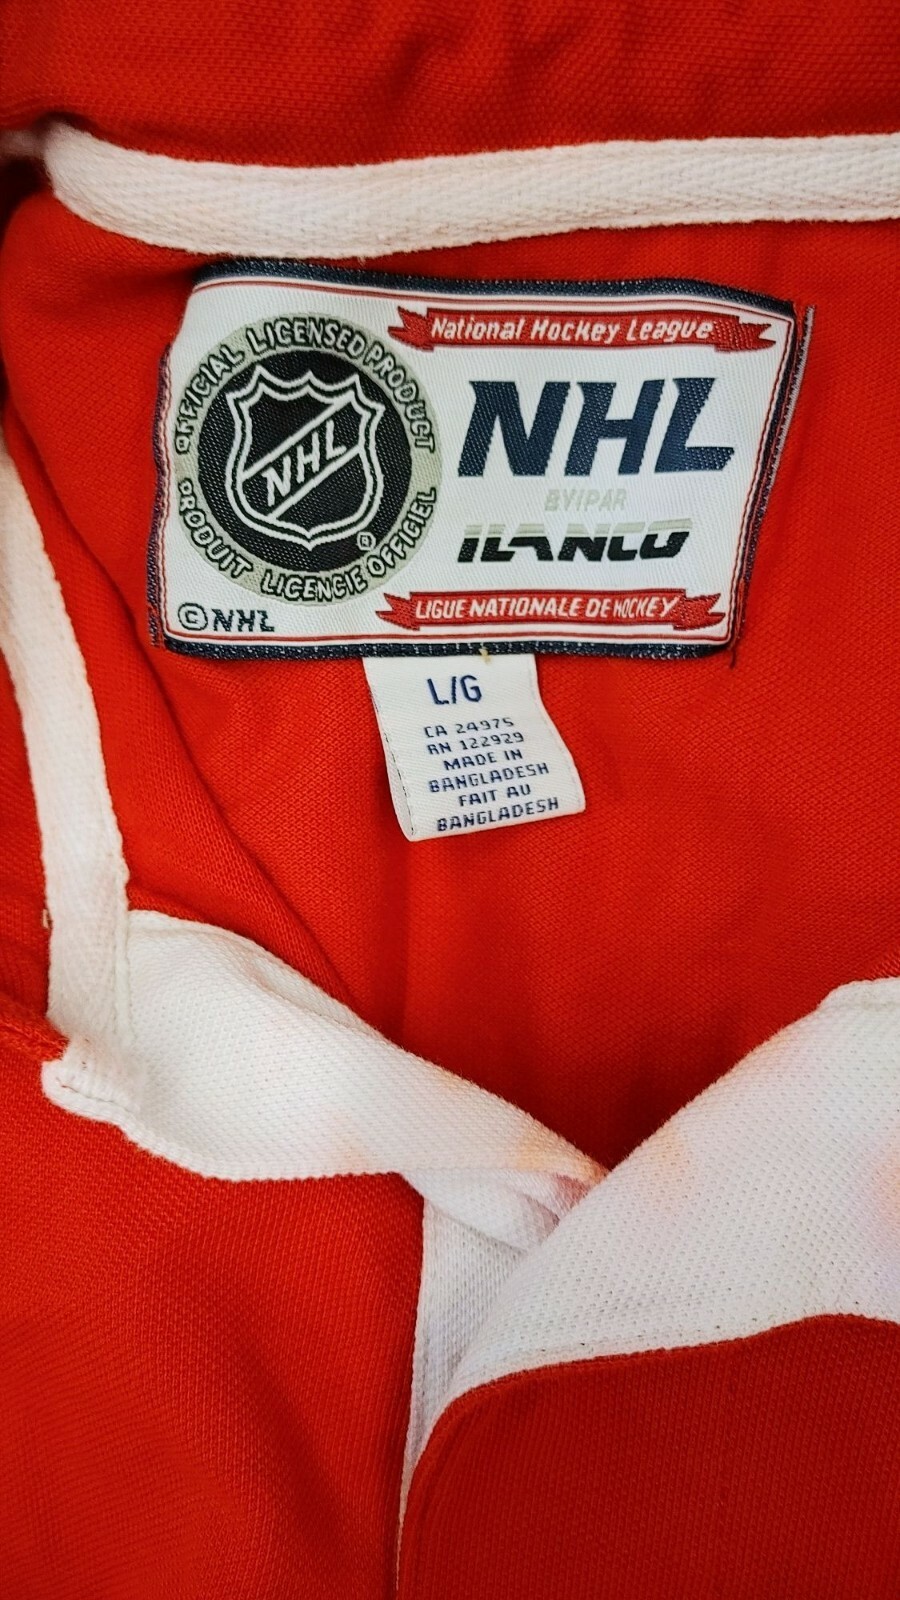 National Hockey League
OFFICIAL LICENSED PRODUCT
NHL
®
PRODUIT LICENCIE OFFICIEL
NHL
BY/PAR
ILANCO
© NHL
LIGUE NATIONALE DE HOCKEY
L/G
CA 24975
RN 122929
MADE IN
BANGLADESH
FAIT AU
BANGLADESH